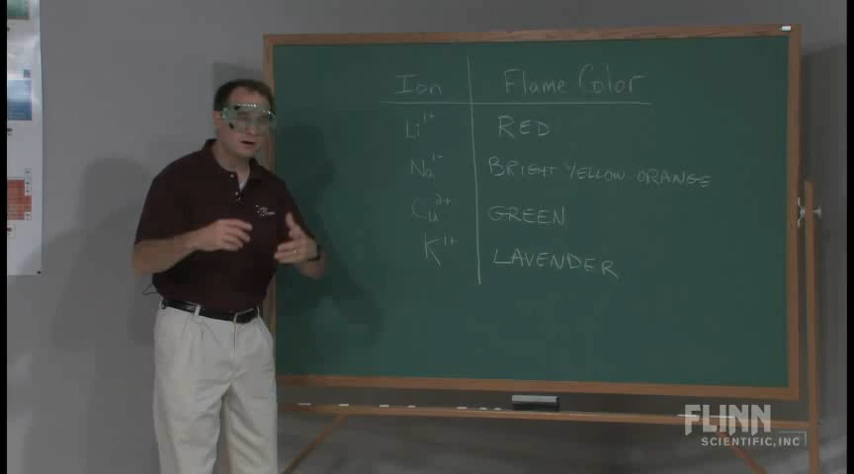 Ion Flame Color
Li¹⁺ RED
Na¹⁺ BRIGHT YELLOW-ORANGE
Cu²⁺ GREEN
K¹⁺ LAVENDER
FLINN
SCIENTIFIC, INC